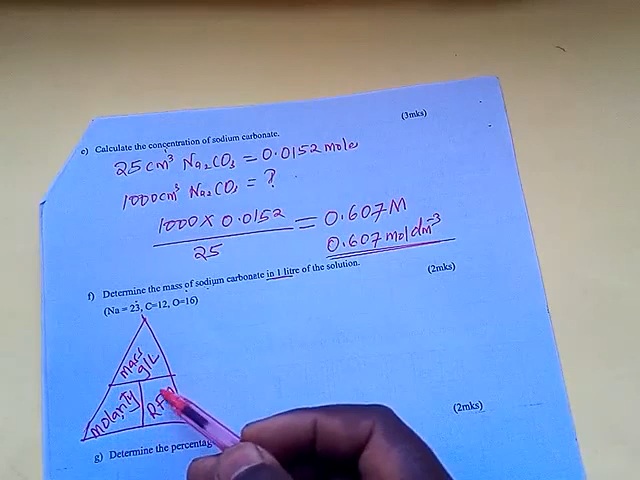 e) Calculate the concentration of sodium carbonate.
(3mks)
25cm³ Na₂CO₃ = 0.0152 mole
1000cm³ Na₂CO₃ = ?
1000 × 0.0152 = 0.607M
25
0.607 mol dm⁻³
f) Determine the mass of sodium carbonate in 1 litre of the solution.
(2mks)
(Na = 23, C=12, O=16)
mass
g/L
molarity
RFM
(2mks)
g) Determine the percentag